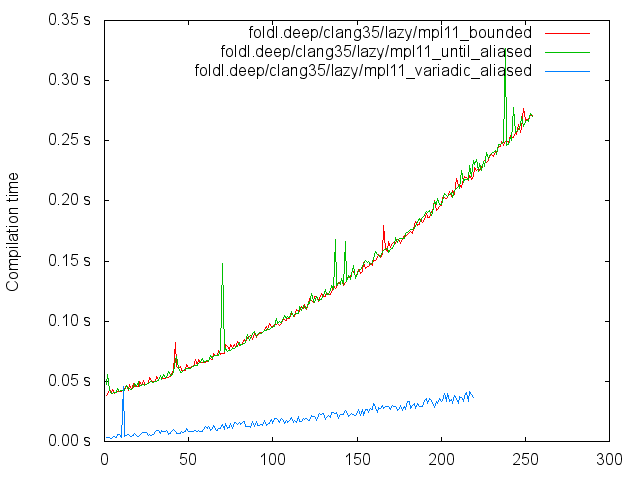 0.35 s
foldl.deep/clang35/lazy/mpl11_bounded
foldl.deep/clang35/lazy/mpl11_until_aliased
foldl.deep/clang35/lazy/mpl11_variadic_aliased
0.30 s
0.25 s
0.20 s
0.15 s
0.10 s
0.05 s
0.00 s
Compilation time
0 50 100 150 200 250 300